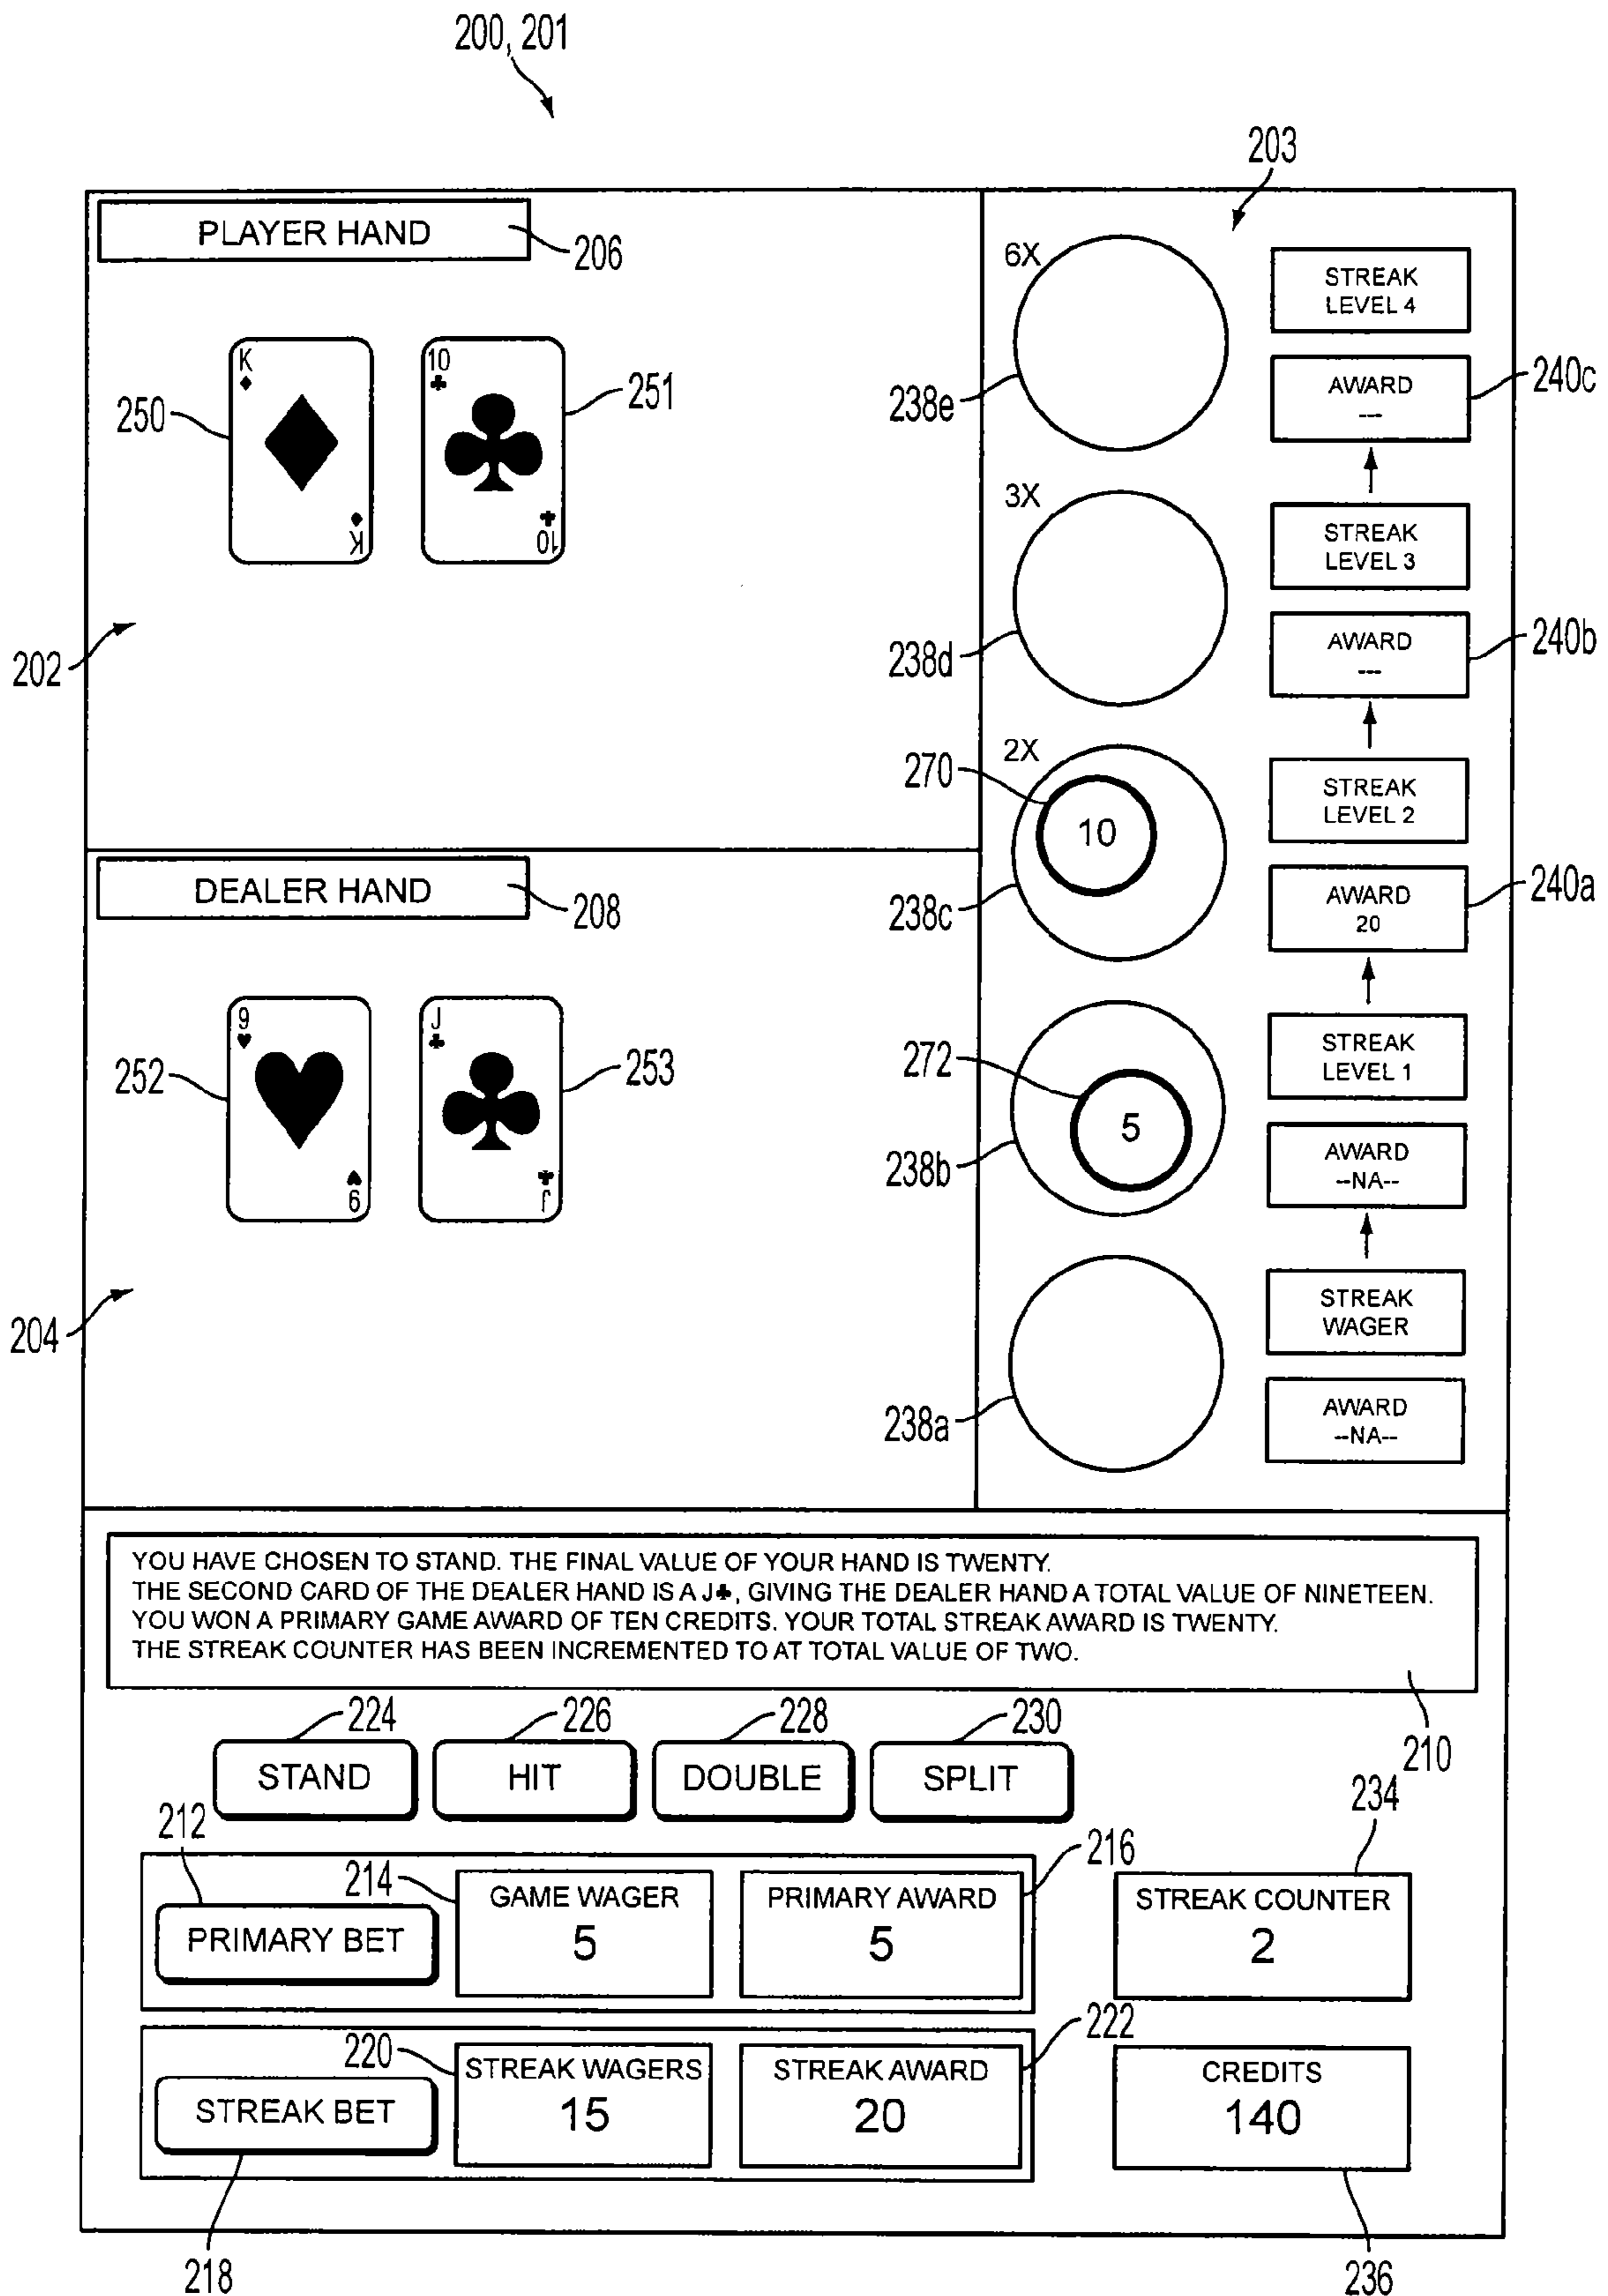 200, 201
203
PLAYER HAND
206
K
K
250
10
10
251
202
DEALER HAND
208
9
9
252
J
J
253
204
6X
238e
STREAK
LEVEL 4
AWARD
---
240c
3X
238d
STREAK
LEVEL 3
AWARD
---
240b
2X
270
10
238c
STREAK
LEVEL 2
AWARD
20
240a
272
5
238b
STREAK
LEVEL 1
AWARD
--NA--
238a
STREAK
WAGER
AWARD
--NA--
YOU HAVE CHOSEN TO STAND. THE FINAL VALUE OF YOUR HAND IS TWENTY.
THE SECOND CARD OF THE DEALER HAND IS A J♣, GIVING THE DEALER HAND A TOTAL VALUE OF NINETEEN.
YOU WON A PRIMARY GAME AWARD OF TEN CREDITS. YOUR TOTAL STREAK AWARD IS TWENTY.
THE STREAK COUNTER HAS BEEN INCREMENTED TO AT TOTAL VALUE OF TWO.
210
224
226
228
230
STAND
HIT
DOUBLE
SPLIT
212
PRIMARY BET
214
GAME WAGER
5
PRIMARY AWARD
5
216
234
STREAK COUNTER
2
STREAK BET
218
220
STREAK WAGERS
15
STREAK AWARD
20
222
CREDITS
140
236